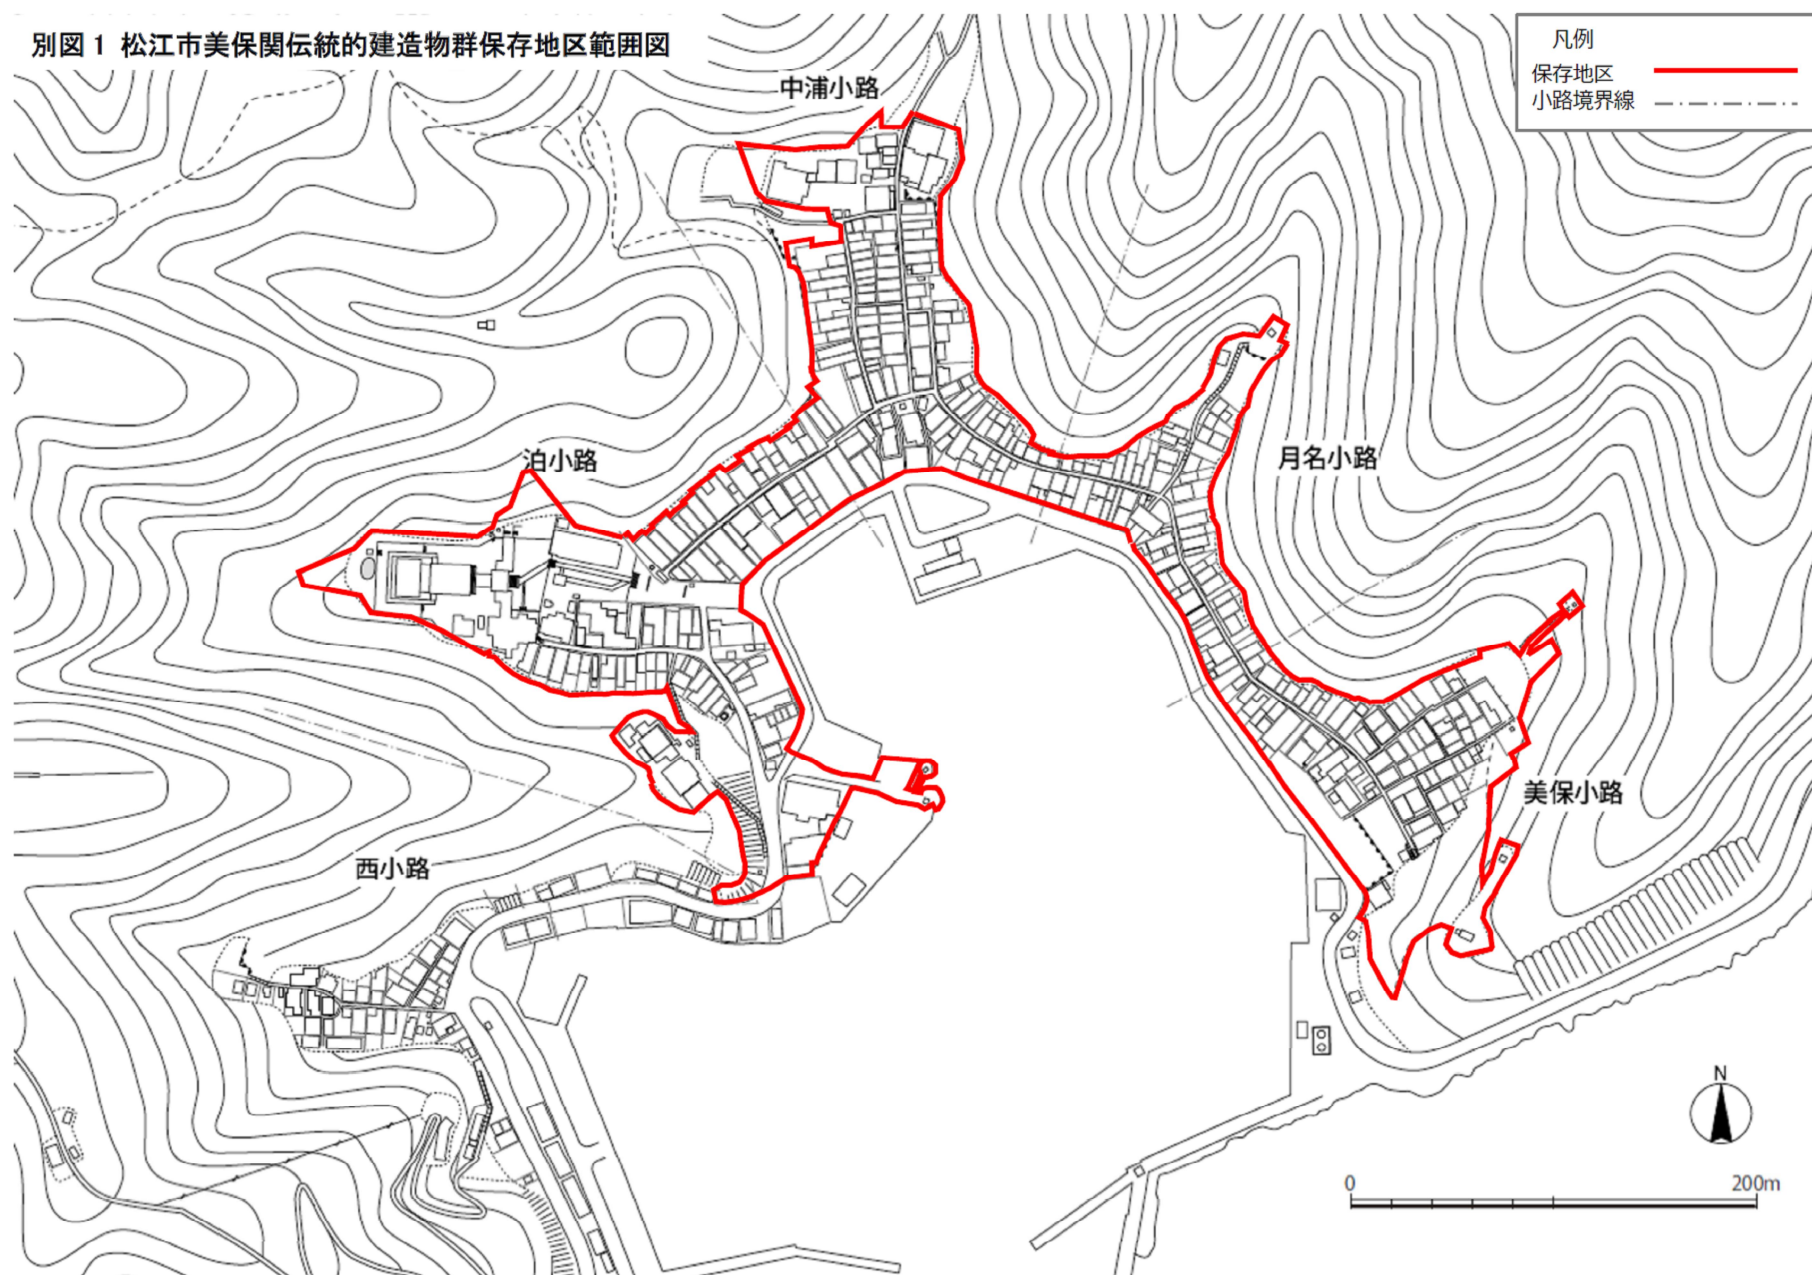 別図1 松江市美保関伝統的建造物群保存地区範囲図
凡例
保存地区
小路境界線
中浦小路
泊小路
月名小路
美保小路
西小路
N
0 200m